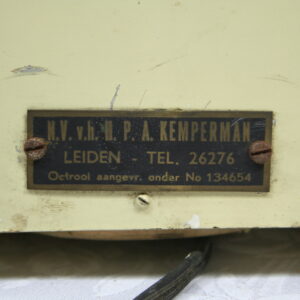 N.V. v.h. H. P. A. KEMPERMAN
LEIDEN - TEL. 26276
Octrooi aangevr. onder No 134654